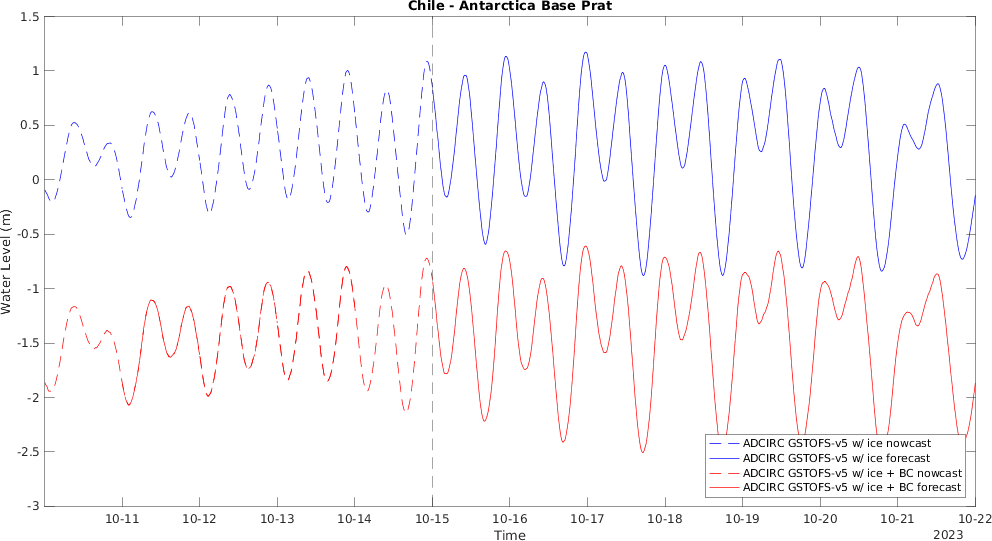 Chile - Antarctica Base Prat
1.5
1
0.5
0
-0.5
-1
-1.5
-2
-2.5
-3
Water Level (m)
ADCIRC GSTOFS-v5 w/ ice nowcast
ADCIRC GSTOFS-v5 w/ ice forecast
ADCIRC GSTOFS-v5 w/ ice + BC nowcast
ADCIRC GSTOFS-v5 w/ ice + BC forecast
10-11 10-12 10-13 10-14 10-15 10-16 10-17 10-18 10-19 10-20 10-21 10-22
Time
2023